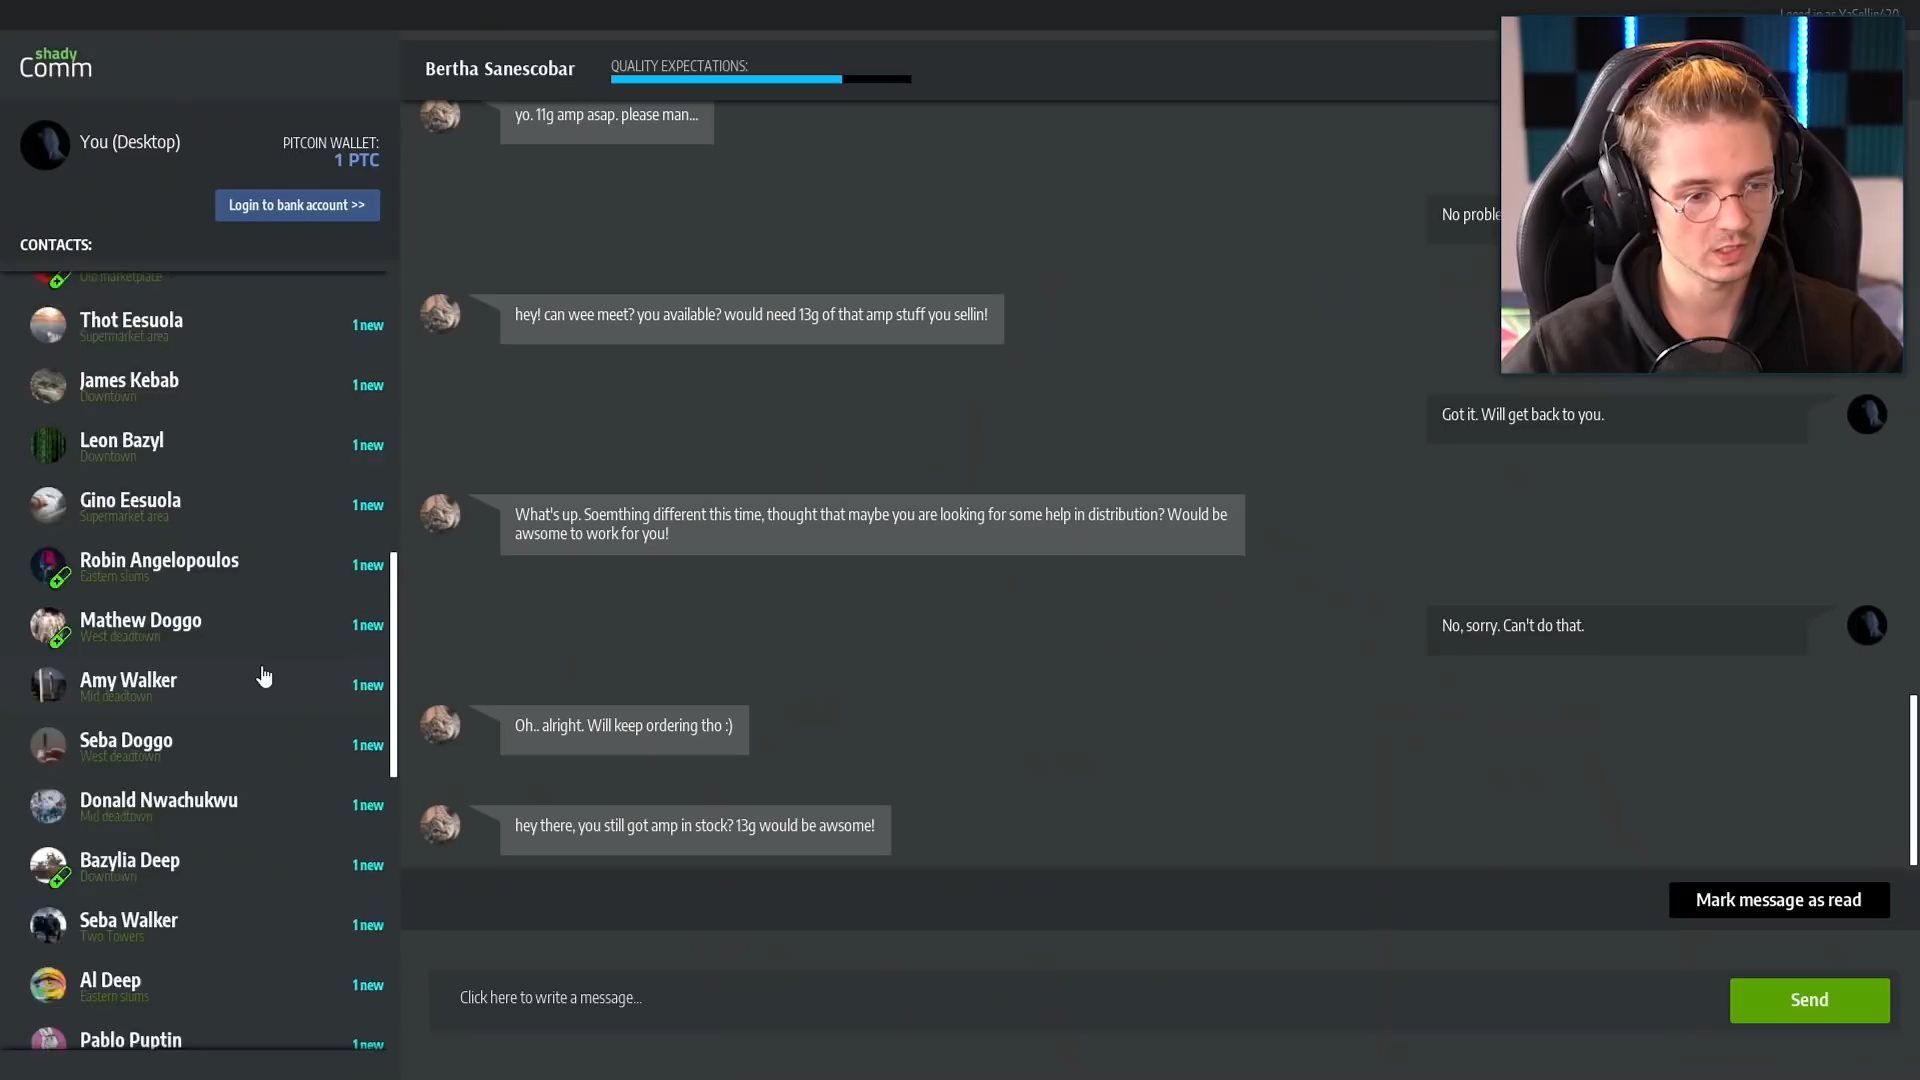 Loged in as YaSellin420
shady
Comm
You (Desktop)
PITCOIN WALLET:
1 PTC
Login to bank account >>
CONTACTS:
Old marketplace
Thot Eesuola
Supermarket area
1 new
James Kebab
Downtown
1 new
Leon Bazyl
Downtown
1 new
Gino Eesuola
Supermarket area
1 new
Robin Angelopoulos
Eastern slums
1 new
Mathew Doggo
West deadtown
1 new
Amy Walker
Mid deadtown
1 new
Seba Doggo
West deadtown
1 new
Donald Nwachukwu
Mid deadtown
1 new
Bazylia Deep
Downtown
1 new
Seba Walker
Two Towers
1 new
Al Deep
Eastern slums
1 new
Pablo Puptin
1 new
Bertha Sanescobar
QUALITY EXPECTATIONS:
yo. 11g amp asap. please man...
No proble
hey! can wee meet? you available? would need 13g of that amp stuff you sellin!
Got it. Will get back to you.
What's up. Soemthing different this time, thought that maybe you are looking for some help in distribution? Would be
awsome to work for you!
No, sorry. Can't do that.
Oh.. alright. Will keep ordering tho :)
hey there, you still got amp in stock? 13g would be awsome!
Mark message as read
Click here to write a message...
Send